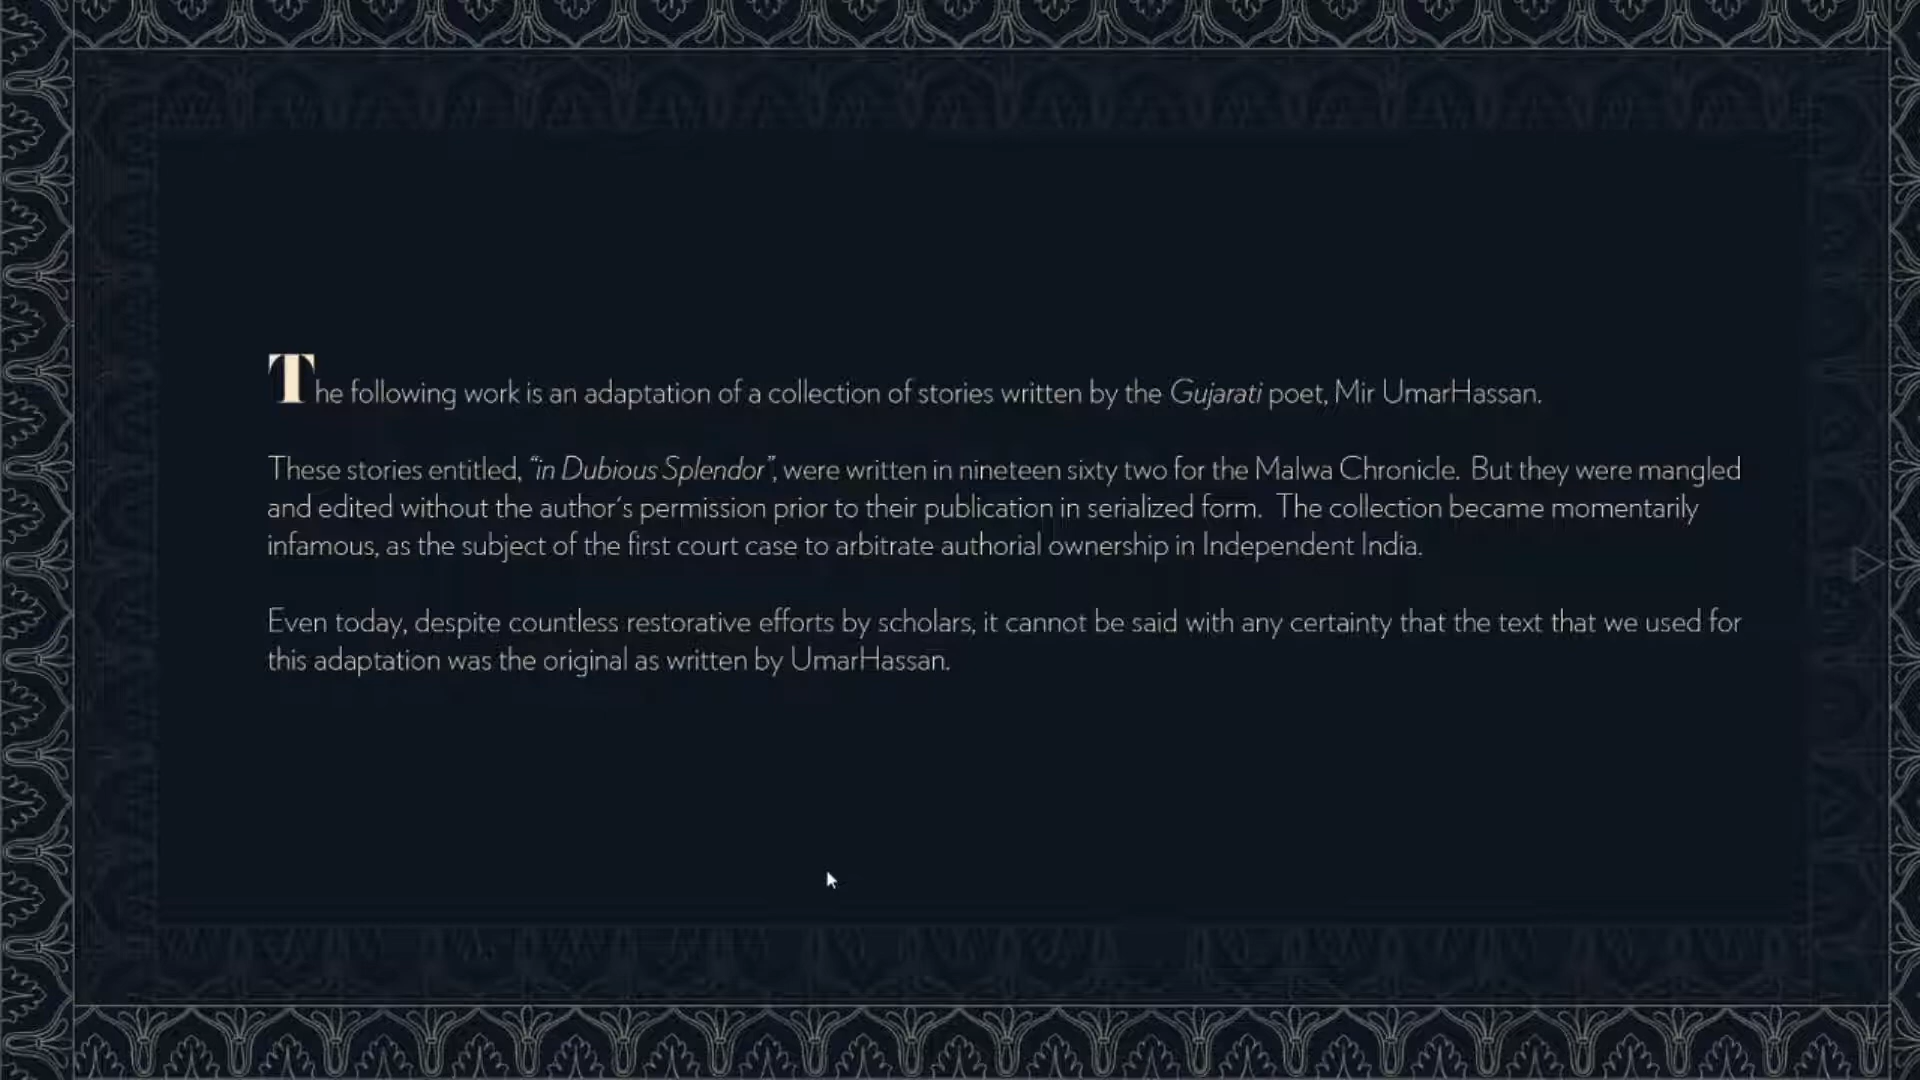 The following work is an adaptation of a collection of stories written by the Gujarati poet, Mir UmarHassan.
These stories entitled, “in Dubious Splendor”, were written in nineteen sixty two for the Malwa Chronicle. But they were mangled
and edited without the author's permission prior to their publication in serialized form. The collection became momentarily
infamous, as the subject of the first court case to arbitrate authorial ownership in Independent India.
Even today, despite countless restorative efforts by scholars, it cannot be said with any certainty that the text that we used for
this adaptation was the original as written by UmarHassan.